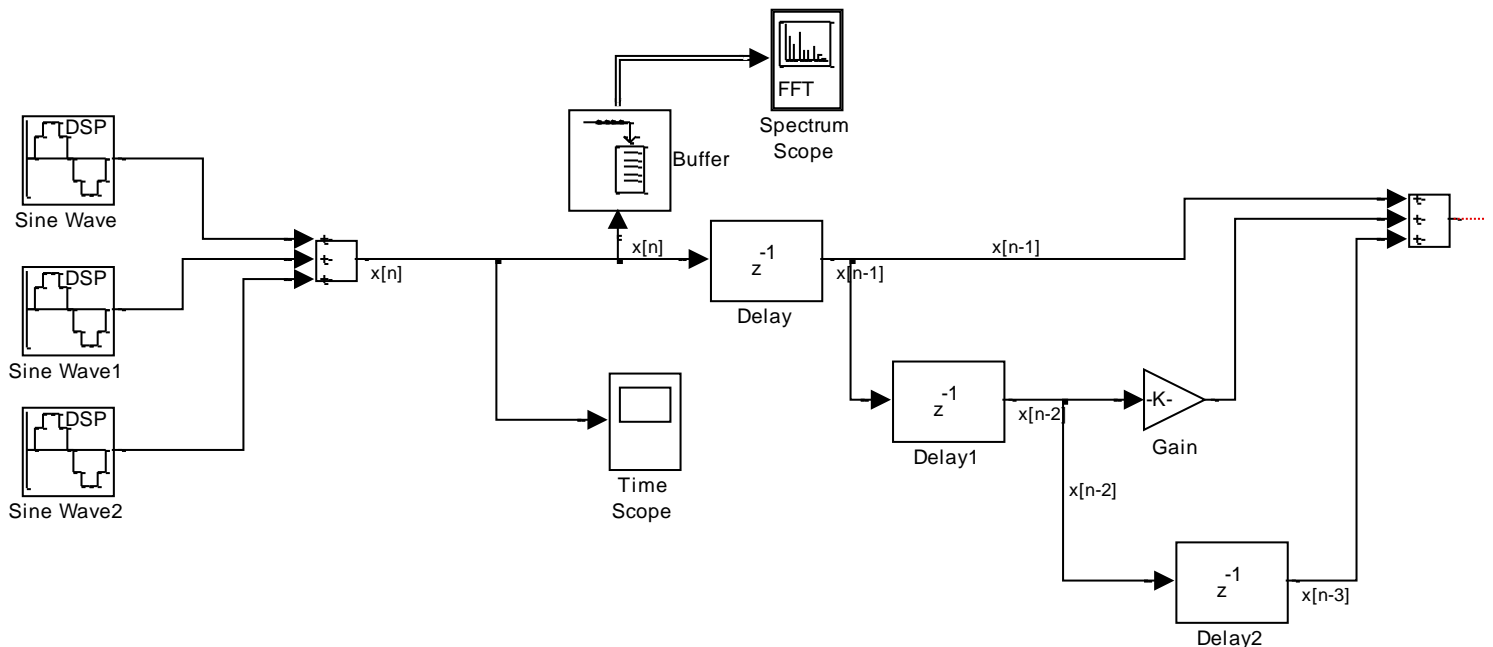 FFT
Spectrum
Scope
DSP
Buffer
Sine Wave
+
+
+
x[n]
x[n]
z-1
Delay
x[n-1]
x[n-1]
+
+
+
DSP
Sine Wave1
z-1
Delay1
x[n-2]
-K-
Gain
DSP
Sine Wave2
Time
Scope
x[n-2]
z-1
Delay2
x[n-3]